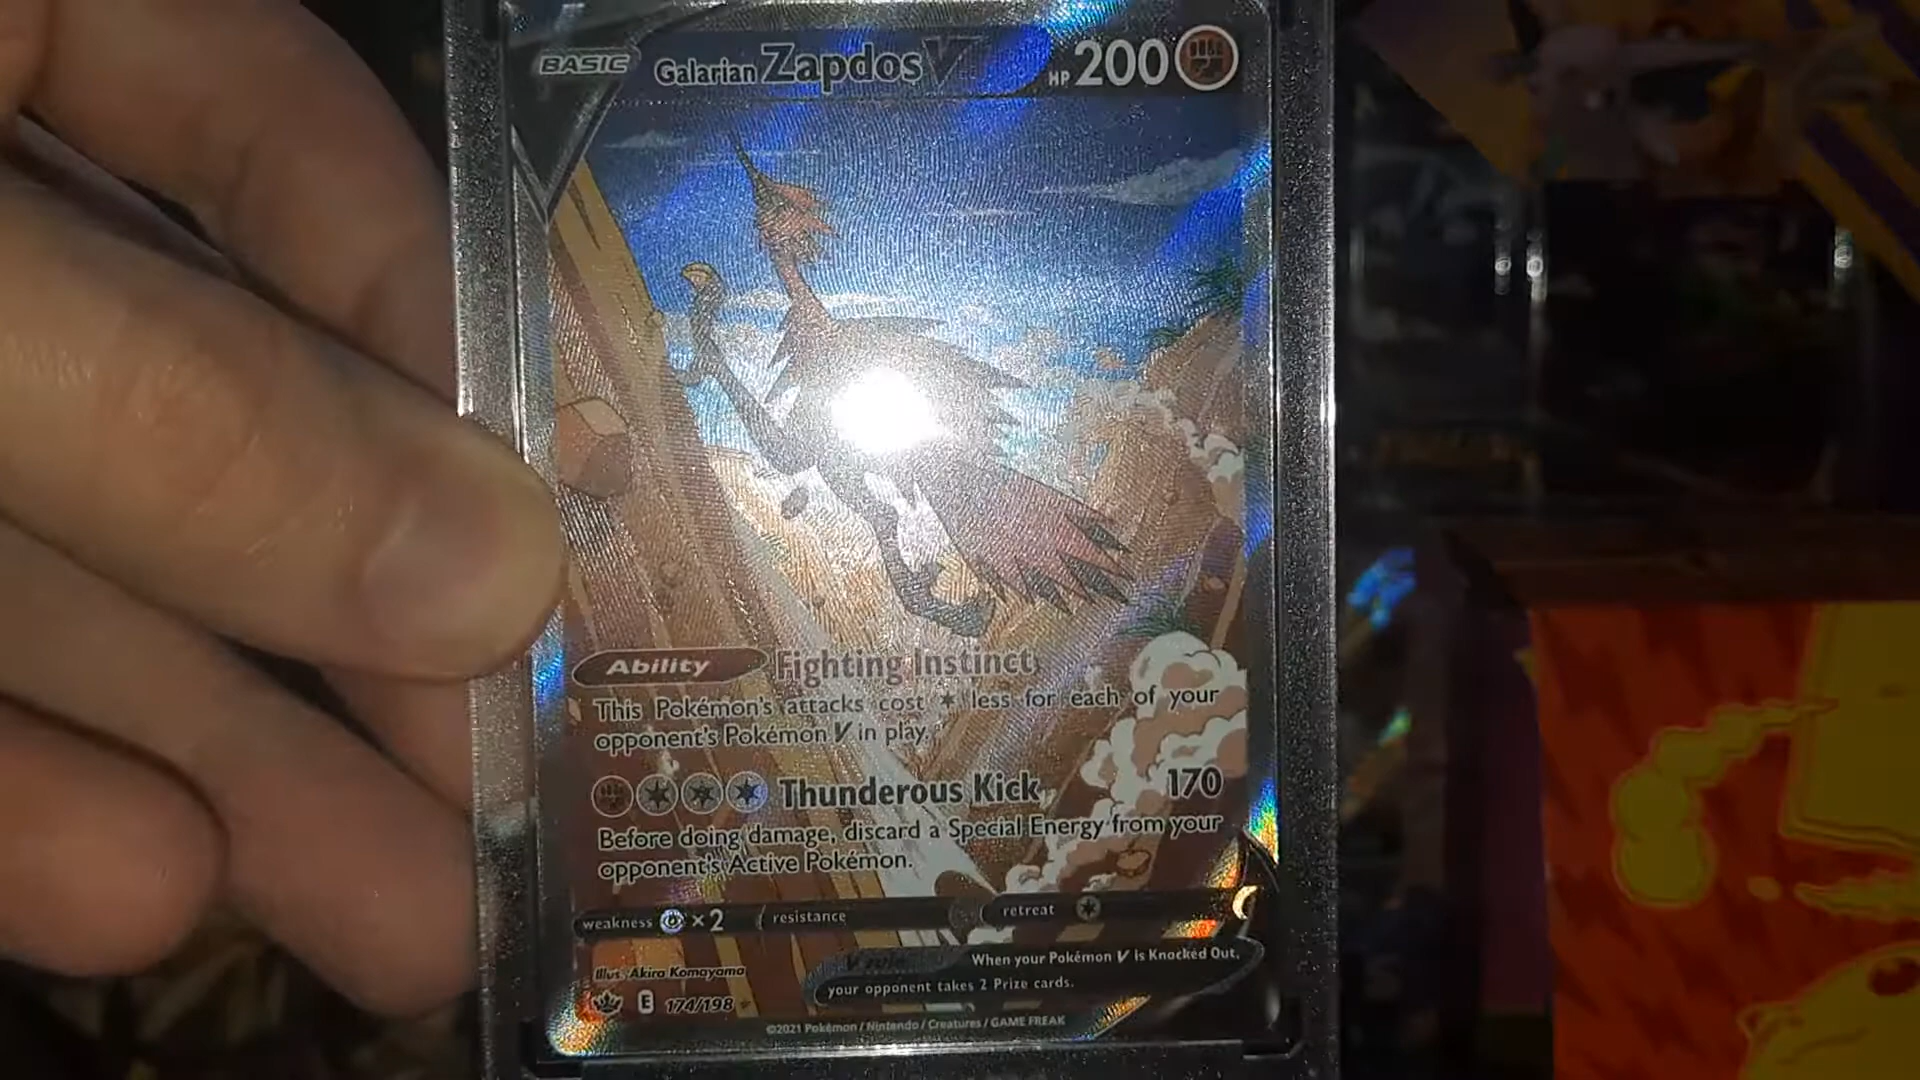 BASIC Galarian Zapdos V HP 200
Ability Fighting Instinct
This Pokémon's attacks cost less for each of your
opponent's Pokémon V in play.
Thunderous Kick 170
Before doing damage, discard a Special Energy from your
opponent's Active Pokémon.
weakness ×2 resistance retreat
V rule When your Pokémon V is Knocked Out,
your opponent takes 2 Prize cards.
Illus. Akira Komayama
E 174/198
©2021 Pokémon / Nintendo / Creatures / GAME FREAK